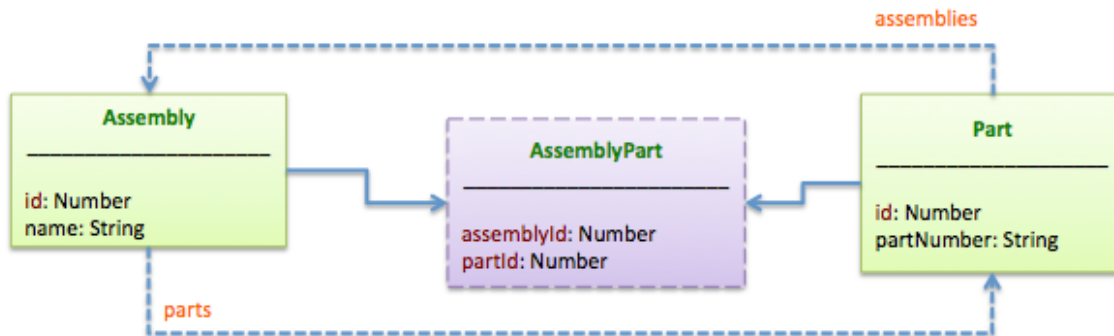 assemblies
Assembly
id: Number
name: String
AssemblyPart
assemblyId: Number
partId: Number
Part
id: Number
partNumber: String
parts